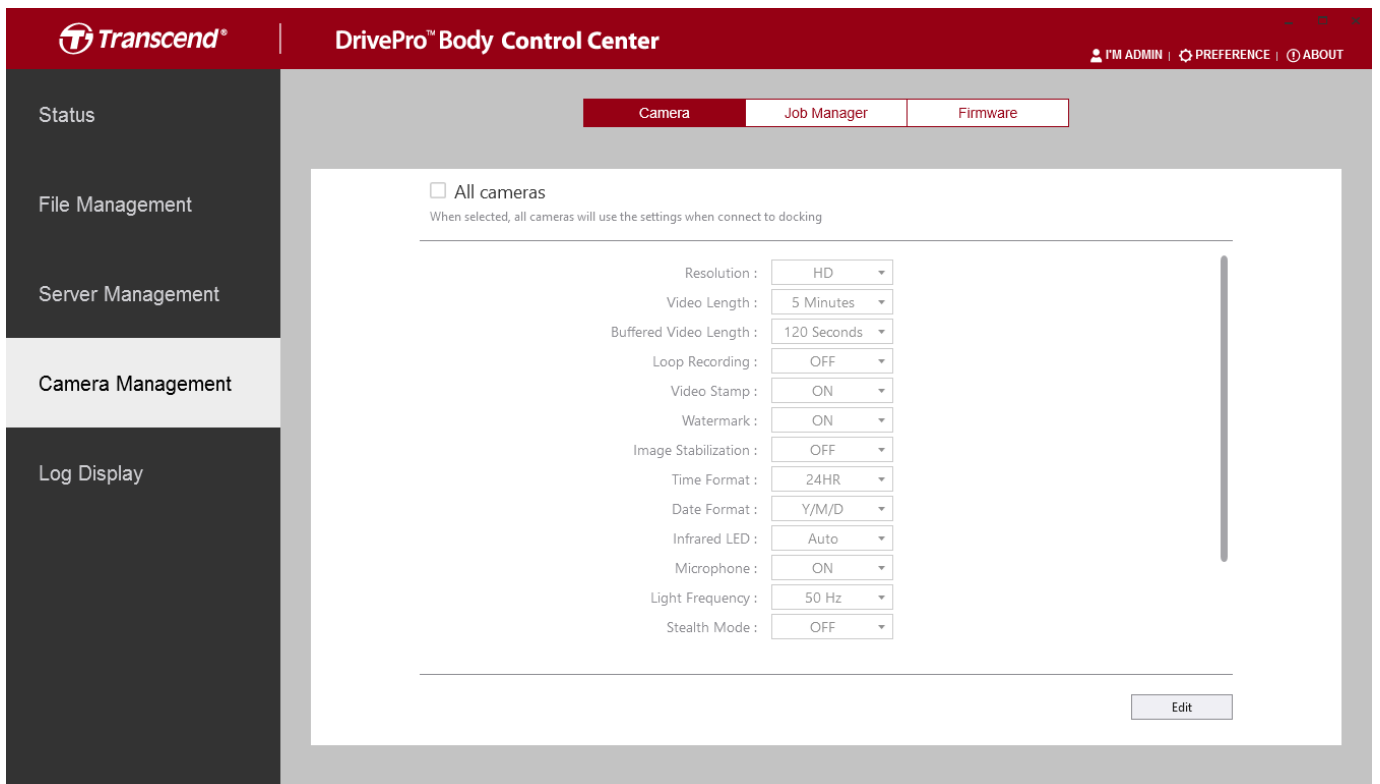 Transcend®
DrivePro™ Body Control Center
I'M ADMIN | PREFERENCE | ABOUT
Status
File Management
Server Management
Camera Management
Log Display
Camera
Job Manager
Firmware
All cameras
When selected, all cameras will use the settings when connect to docking
Resolution : HD
Video Length : 5 Minutes
Buffered Video Length : 120 Seconds
Loop Recording : OFF
Video Stamp : ON
Watermark : ON
Image Stabilization : OFF
Time Format : 24HR
Date Format : Y/M/D
Infrared LED : Auto
Microphone : ON
Light Frequency : 50 Hz
Stealth Mode : OFF
Edit